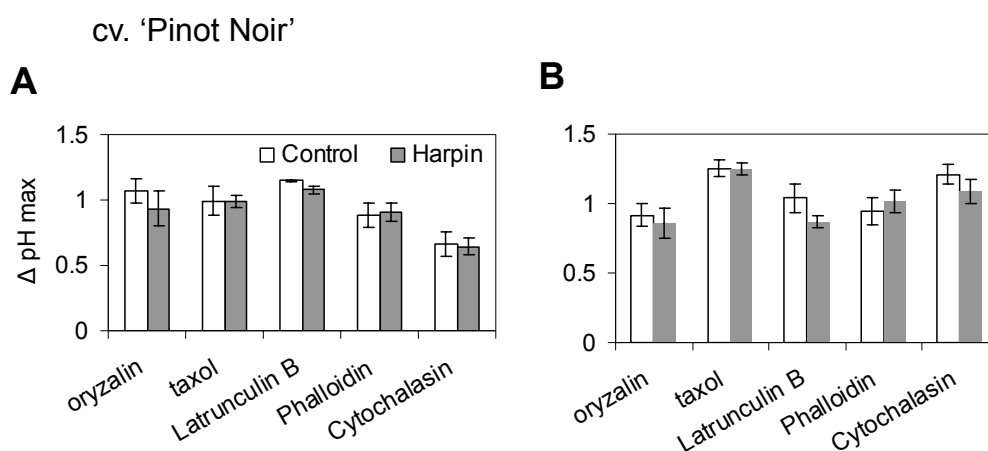 cv. ‘Pinot Noir’
A
B
1.5
1
0.5
0
Δ pH max
Control
Harpin
oryzalin
taxol
Latrunculin B
Phalloidin
Cytochalasin
1.5
1
0.5
0
oryzalin
taxol
Latrunculin B
Phalloidin
Cytochalasin